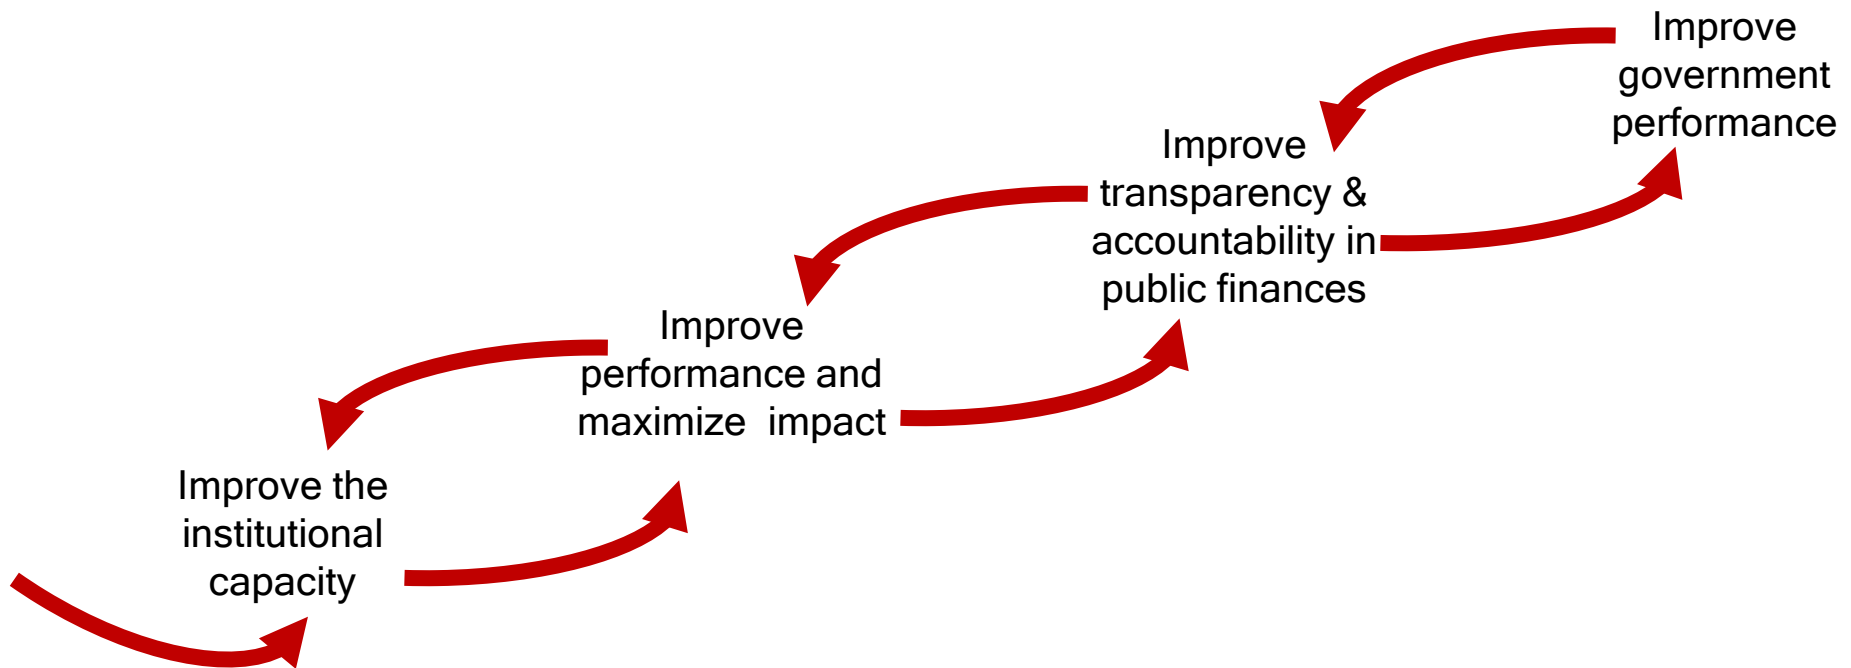 Improve the
institutional
capacity
Improve
performance and
maximize  impact
Improve
transparency &
accountability in
public finances
Improve
government
performance